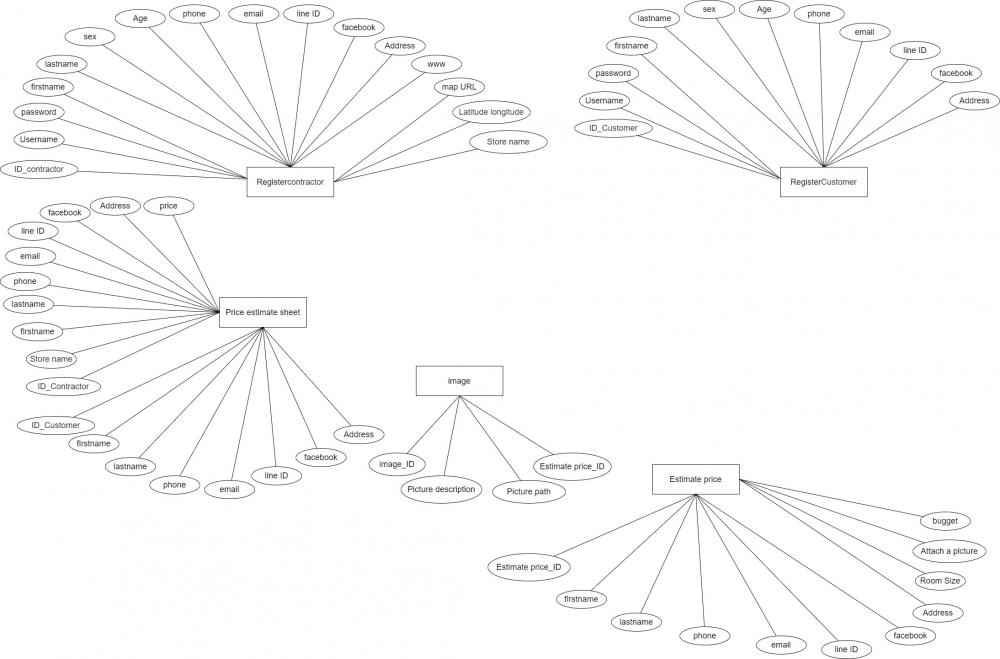 Age
phone
email
line ID
facebook
sex
Address
lastname
www
firstname
map URL
password
Latitude longitude
Username
Store name
ID_contractor
Registercontractor
lastname
sex
Age
phone
email
firstname
line ID
password
facebook
Username
Address
ID_Customer
RegisterCustomer
facebook
Address
price
line ID
email
phone
lastname
firstname
Store name
ID_Contractor
Price estimate sheet
ID_Customer
firstname
lastname
phone
email
line ID
facebook
Address
image
image_ID
Picture description
Picture path
Estimate price_ID
Estimate price
bugget
Attach a picture
Room Size
Address
facebook
Estimate price_ID
firstname
lastname
phone
email
line ID